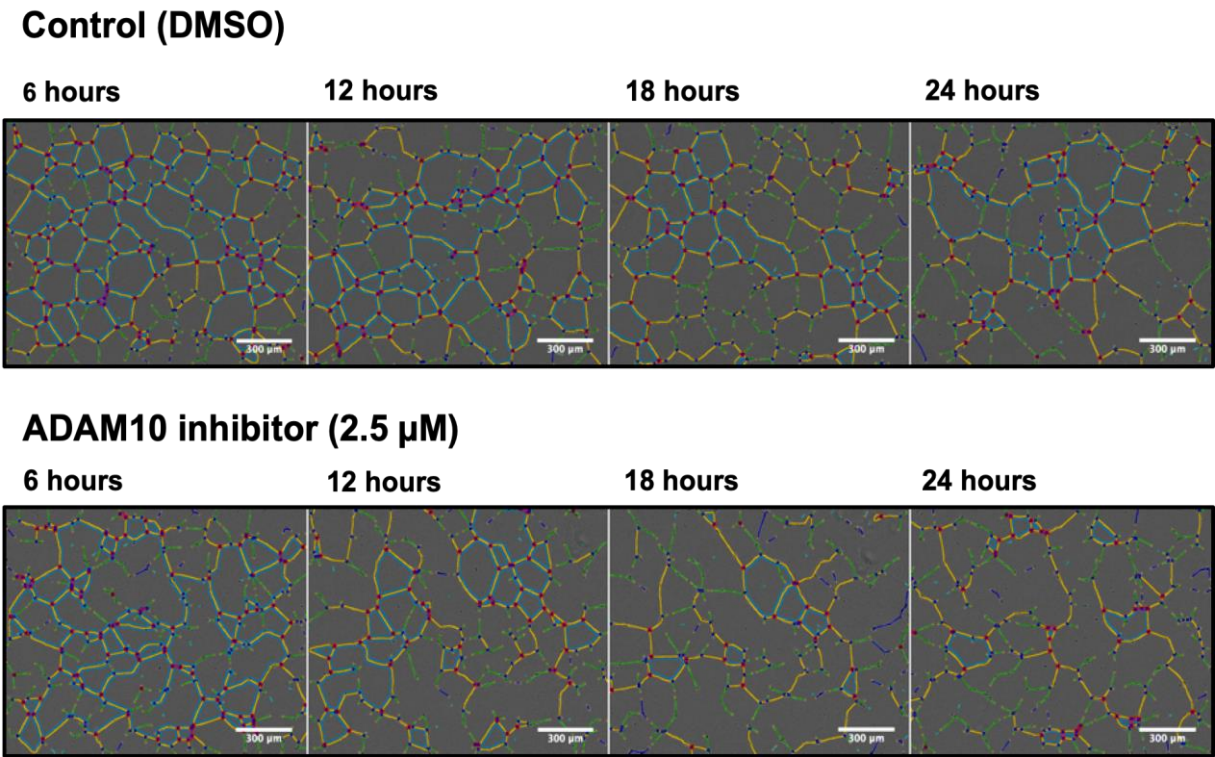 Control (DMSO)
6 hours 12 hours 18 hours 24 hours
300 µm 300 µm 300 µm 300 µm
ADAM10 inhibitor (2.5 µM)
6 hours 12 hours 18 hours 24 hours
300 µm 300 µm 300 µm 300 µm